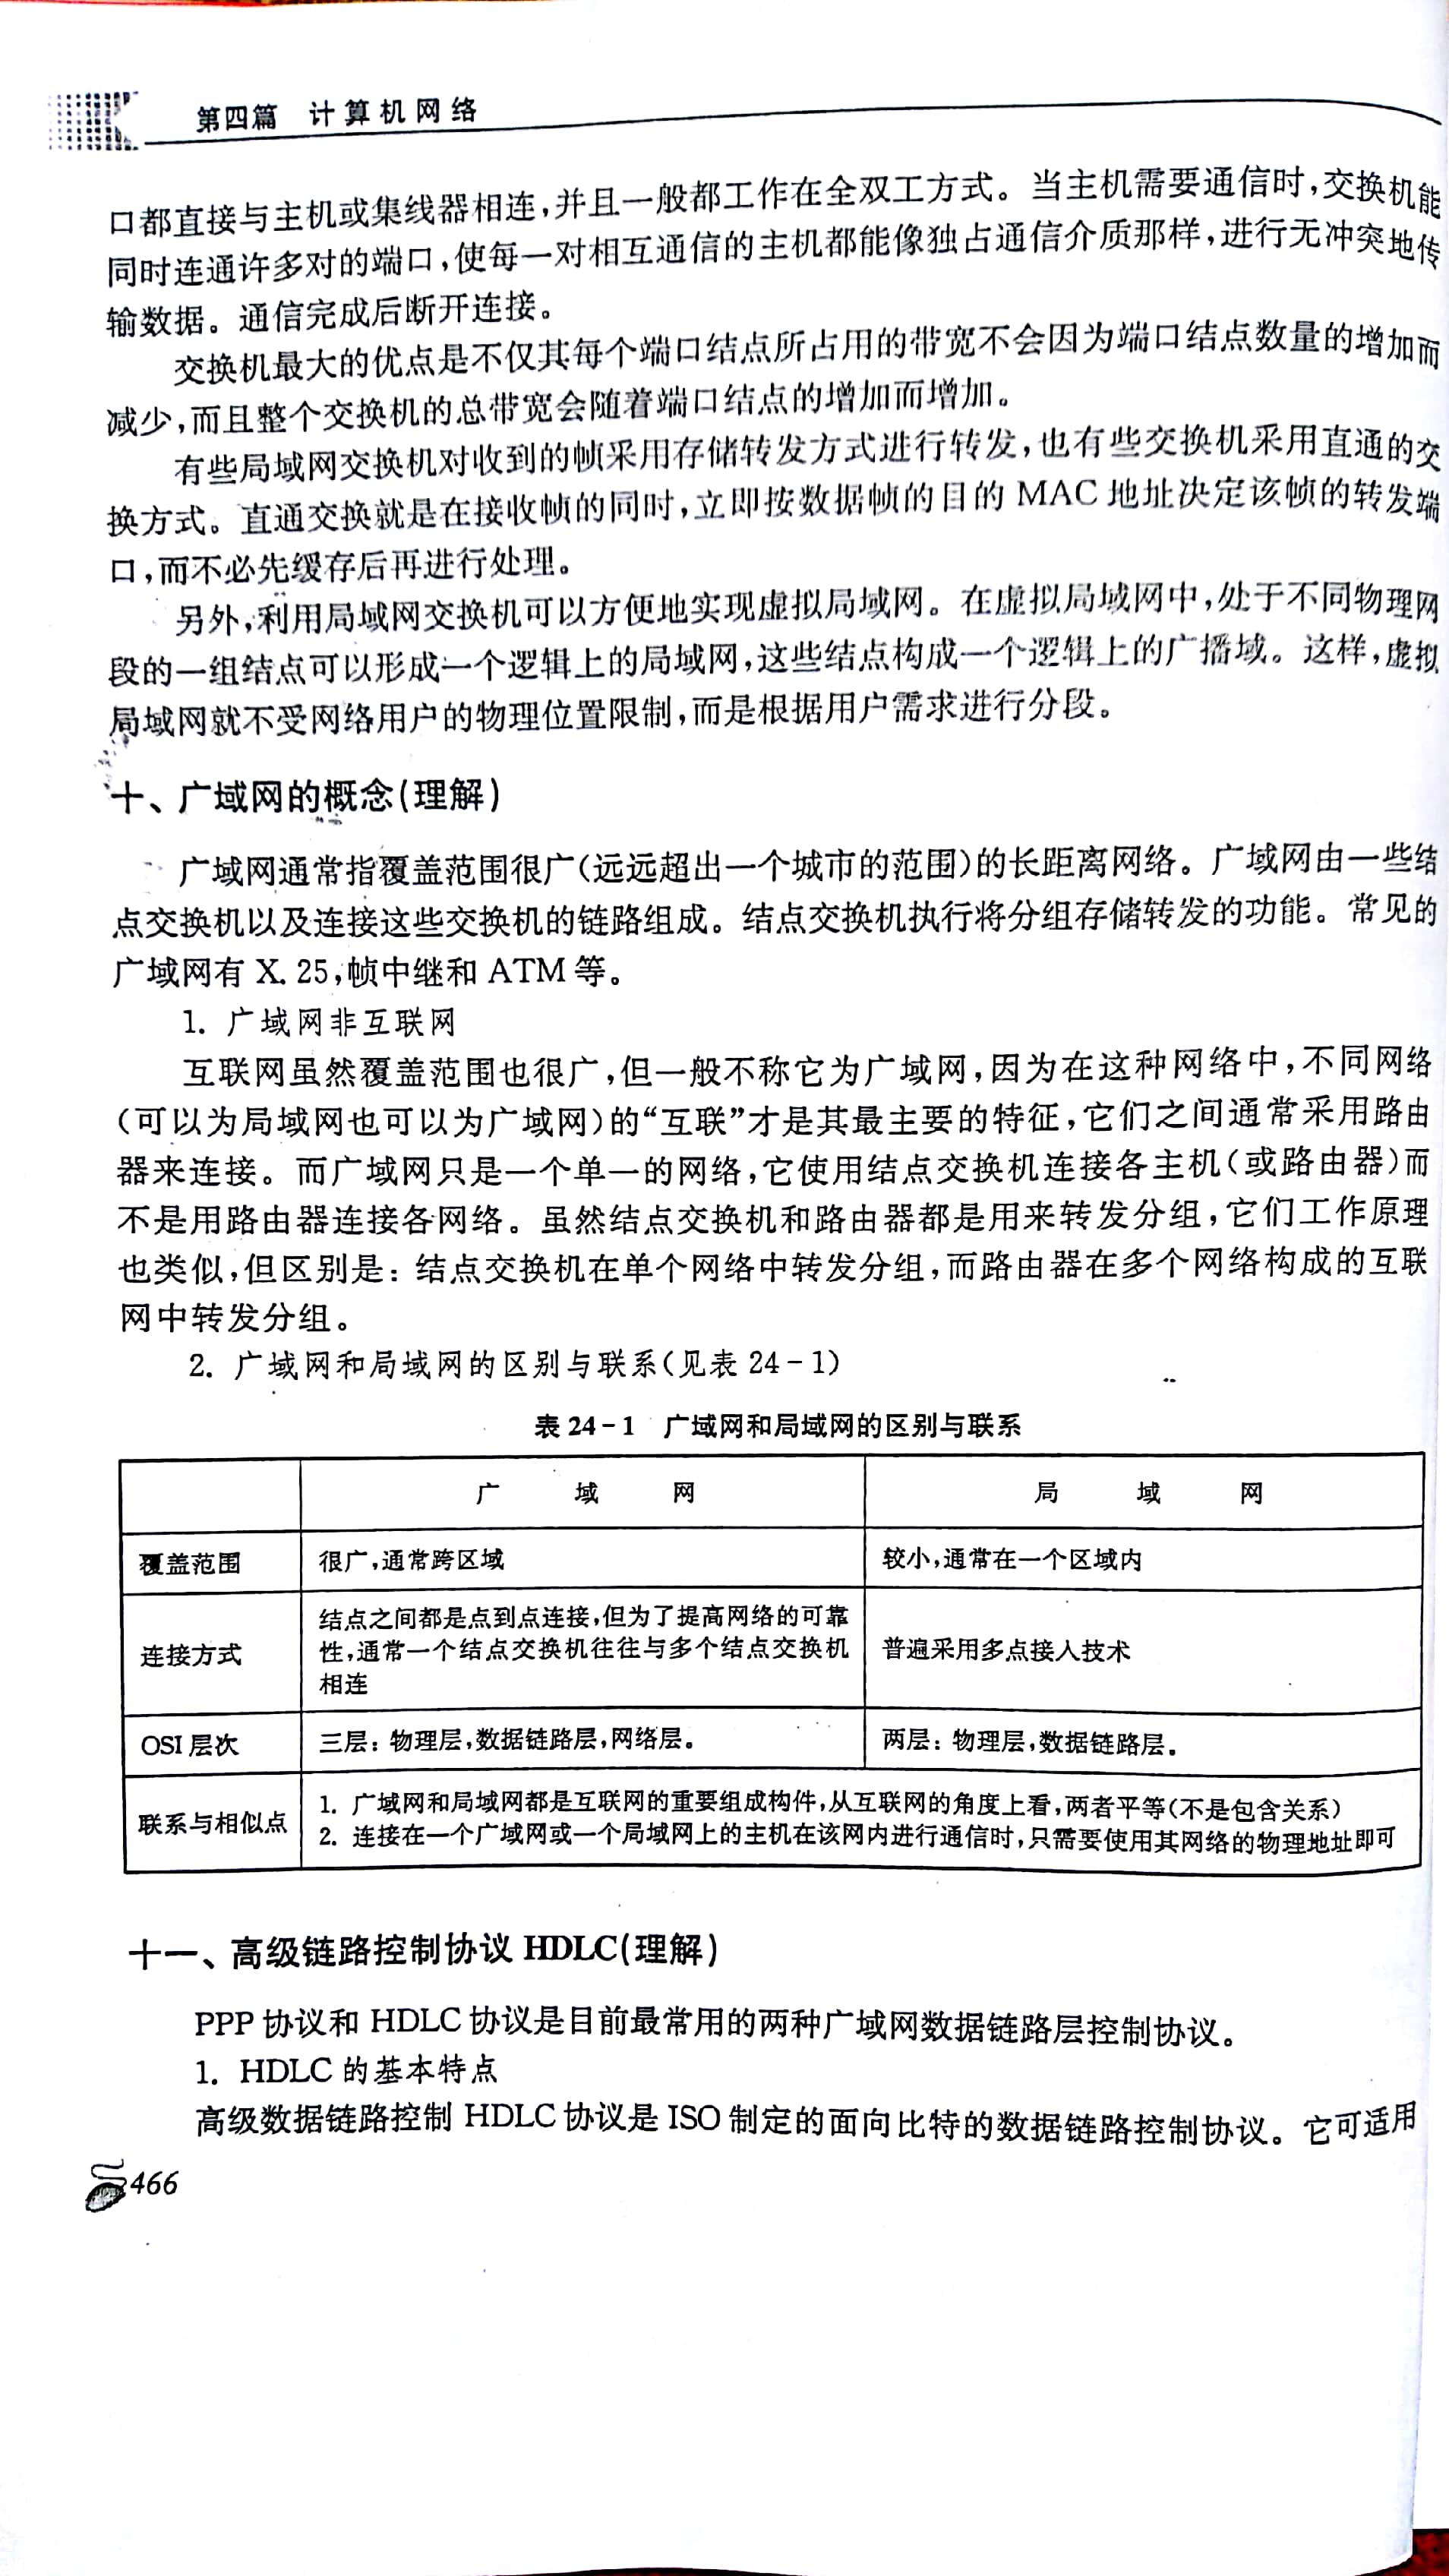 第四篇 计算机网络
口都直接与主机或集线器相连,并且一般都工作在全双工方式。当主机需要通信时,交换机能
同时连通许多对的端口,使每一对相互通信的主机都能像独占通信介质那样,进行无冲突地传
输数据。通信完成后断开连接。
交换机最大的优点是不仅其每个端口结点所占用的带宽不会因为端口结点数量的增加而
减少,而且整个交换机的总带宽会随着端口结点的增加而增加。
有些局域网交换机对收到的帧采用存储转发方式进行转发,也有些交换机采用直通的交
换方式。直通交换就是在接收帧的同时,立即按数据帧的目的 MAC 地址决定该帧的转发端
口,而不必先缓存后再进行处理。
另外,利用局域网交换机可以方便地实现虚拟局域网。在虚拟局域网中,处于不同物理网
段的一组结点可以形成一个逻辑上的局域网,这些结点构成一个逻辑上的广播域。这样,虚拟
局域网就不受网络用户的物理位置限制,而是根据用户需求进行分段。
十、广域网的概念(理解)
广域网通常指覆盖范围很广(远远超出一个城市的范围)的长距离网络。广域网由一些结
点交换机以及连接这些交换机的链路组成。结点交换机执行将分组存储转发的功能。常见的
广域网有 X.25,帧中继和 ATM 等。
1. 广域网非互联网
互联网虽然覆盖范围也很广,但一般不称它为广域网,因为在这种网络中,不同网络
(可以为局域网也可以为广域网)的“互联”才是其最主要的特征,它们之间通常采用路由
器来连接。而广域网只是一个单一的网络,它使用结点交换机连接各主机(或路由器)而
不是用路由器连接各网络。虽然结点交换机和路由器都是用来转发分组,它们工作原理
也类似,但区别是:结点交换机在单个网络中转发分组,而路由器在多个网络构成的互联
网中转发分组。
2. 广域网和局域网的区别与联系(见表 24-1)
表 24-1 广域网和局域网的区别与联系
广 域 网 局 域 网
覆盖范围 很广,通常跨区域 较小,通常在一个区域内
结点之间都是点到点连接,但为了提高网络的可靠
连接方式 性,通常一个结点交换机往往与多个结点交换机 普遍采用多点接入技术
相连
OSI 层次 三层:物理层,数据链路层,网络层。 两层:物理层,数据链路层。
联系与相似点 1. 广域网和局域网都是互联网的重要组成构件,从互联网的角度上看,两者平等(不是包含关系)
2. 连接在一个广域网或一个局域网上的主机在该网内进行通信时,只需要使用其网络的物理地址即可
十一、高级链路控制协议 HDLC(理解)
PPP 协议和 HDLC 协议是目前最常用的两种广域网数据链路层控制协议。
1. HDLC 的基本特点
高级数据链路控制 HDLC 协议是 ISO 制定的面向比特的数据链路控制协议。它可适用
466